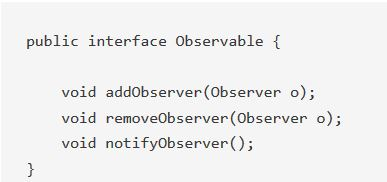 public interface Observable {
void addObserver(Observer o);
void removeObserver(Observer o);
void notifyObserver();
}